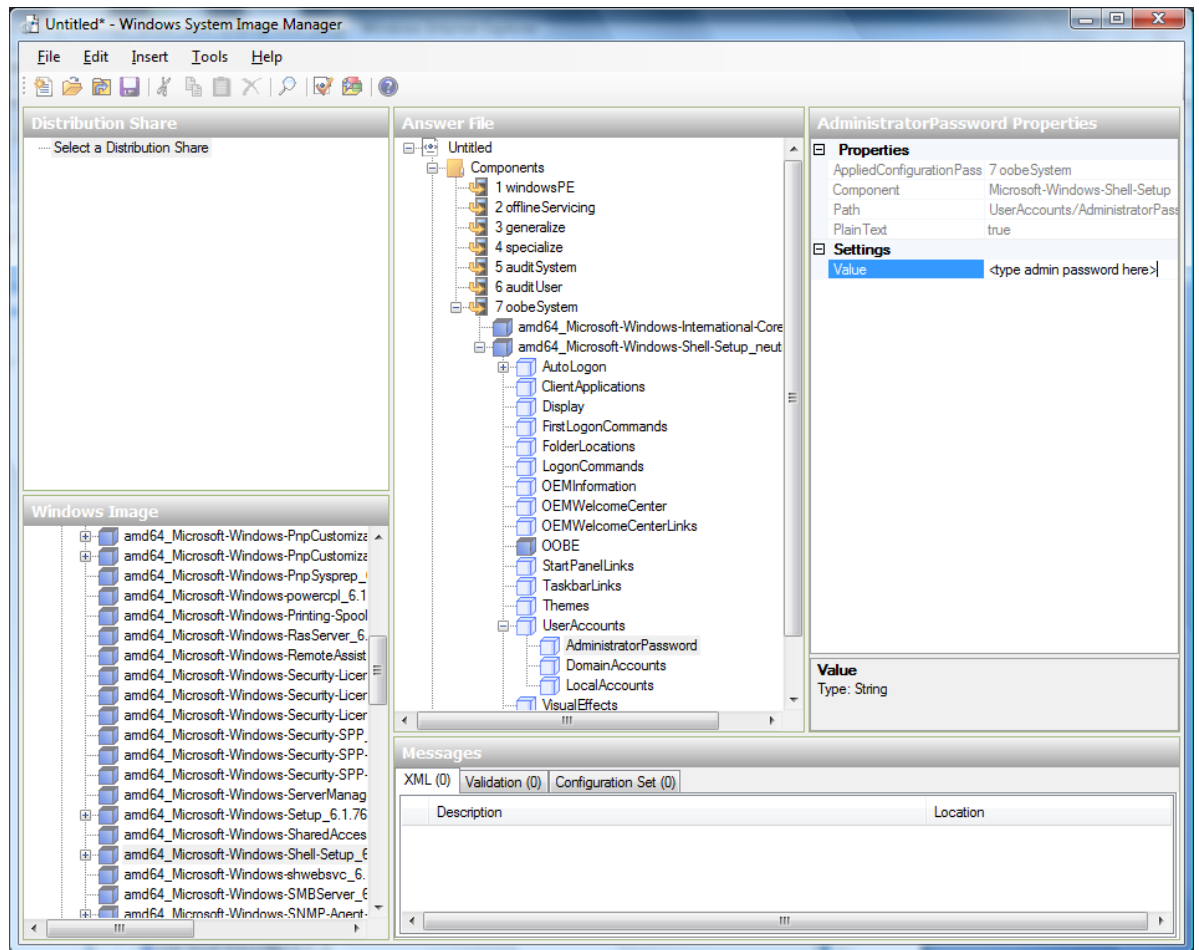 Untitled* - Windows System Image Manager
File Edit Insert Tools Help
Distribution Share
Select a Distribution Share
Windows Image
amd64_Microsoft-Windows-PnpCustomiza
amd64_Microsoft-Windows-PnpCustomiza
amd64_Microsoft-Windows-PnpSysprep_
amd64_Microsoft-Windows-powercpl_6.1
amd64_Microsoft-Windows-Printing-Spool
amd64_Microsoft-Windows-RasServer_6.
amd64_Microsoft-Windows-RemoteAssist
amd64_Microsoft-Windows-Security-Licer
amd64_Microsoft-Windows-Security-Licer
amd64_Microsoft-Windows-Security-Licer
amd64_Microsoft-Windows-Security-SPP_
amd64_Microsoft-Windows-Security-SPP-
amd64_Microsoft-Windows-Security-SPP-
amd64_Microsoft-Windows-ServerManag
amd64_Microsoft-Windows-Setup_6.1.76
amd64_Microsoft-Windows-SharedAcces
amd64_Microsoft-Windows-Shell-Setup_6
amd64_Microsoft-Windows-shwebsvc_6.
amd64_Microsoft-Windows-SMBServer_6
amd64_Microsoft-Windows-SNMP-Agent-
Answer File
Untitled
Components
1 windowsPE
2 offlineServicing
3 generalize
4 specialize
5 auditSystem
6 auditUser
7 oobeSystem
amd64_Microsoft-Windows-International-Core
amd64_Microsoft-Windows-Shell-Setup_neut
AutoLogon
ClientApplications
Display
FirstLogonCommands
FolderLocations
LogonCommands
OEMInformation
OEMWelcomeCenter
OEMWelcomeCenterLinks
OOBE
StartPanelLinks
TaskbarLinks
Themes
UserAccounts
AdministratorPassword
DomainAccounts
LocalAccounts
VisualEffects
AdministratorPassword Properties
Properties
AppliedConfigurationPass 7 oobeSystem
Component Microsoft-Windows-Shell-Setup
Path UserAccounts/AdministratorPass
PlainText true
Settings
Value <type admin password here>
Value
Type: String
Messages
XML (0) Validation (0) Configuration Set (0)
Description Location